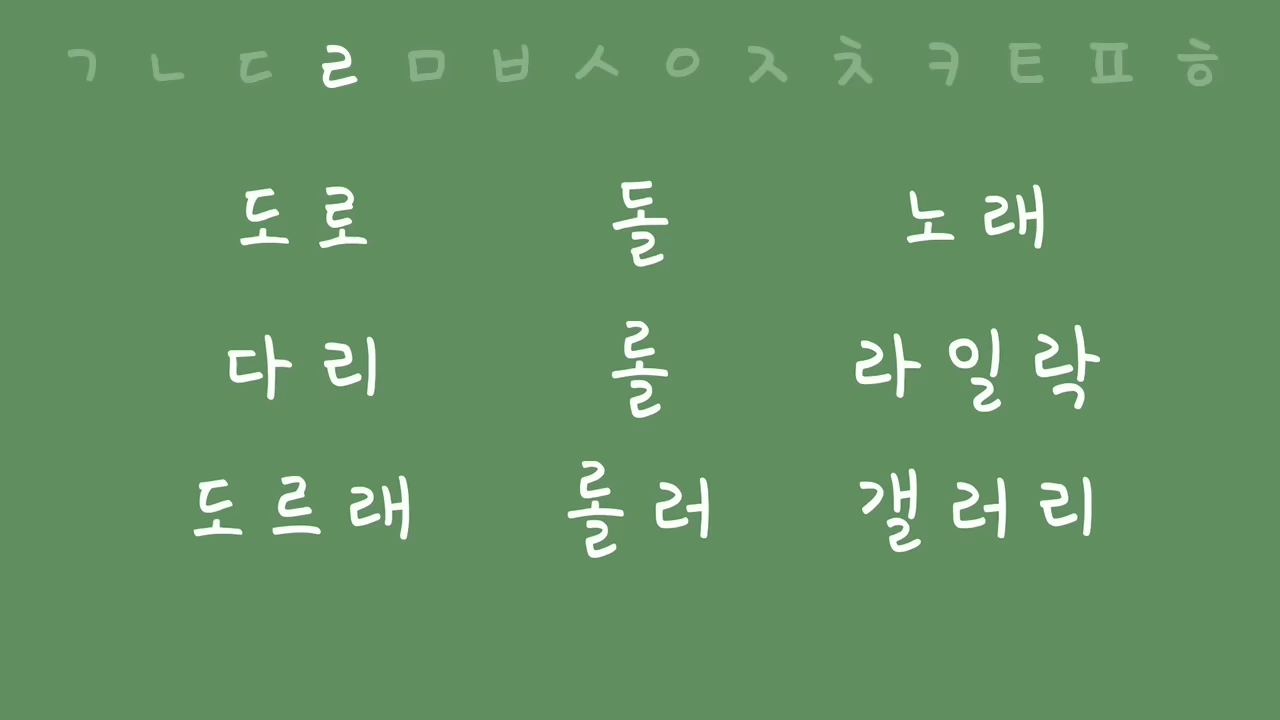 ㄱ ㄴ ㄷ ㄹ ㅁ ㅂ ㅅ ㅇ ㅈ ㅊ ㅋ ㅌ ㅍ ㅎ
도로 돌 노래
다리 롤 라일락
도르래 롤러 갤러리